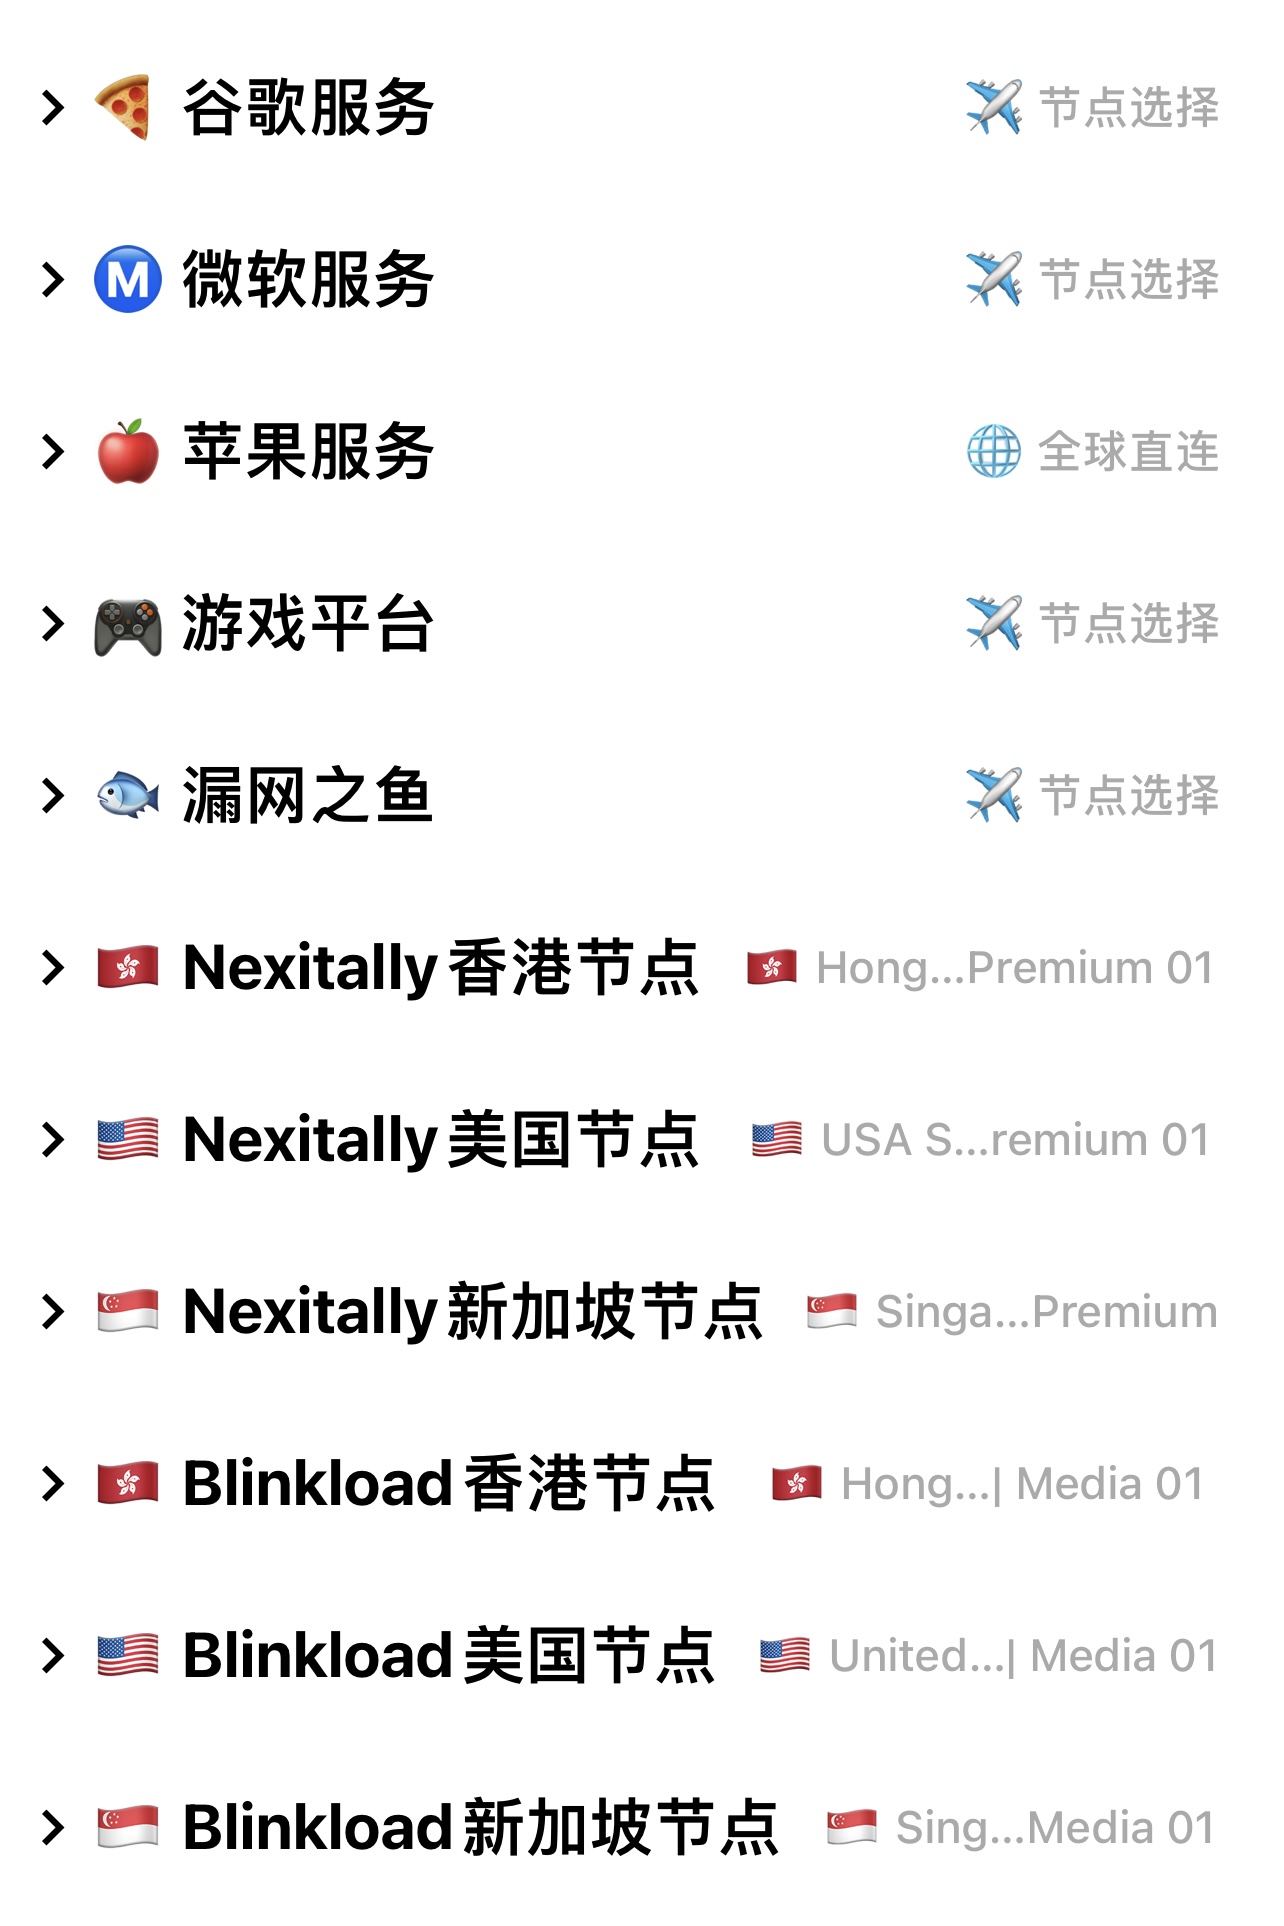 谷歌服务 节点选择
微软服务 节点选择
苹果服务 全球直连
游戏平台 节点选择
漏网之鱼 节点选择
Nexitally香港节点 Hong...Premium 01
Nexitally美国节点 USA S...remium 01
Nexitally新加坡节点 Singa...Premium
Blinkload香港节点 Hong...| Media 01
Blinkload美国节点 United...| Media 01
Blinkload新加坡节点 Sing...Media 01